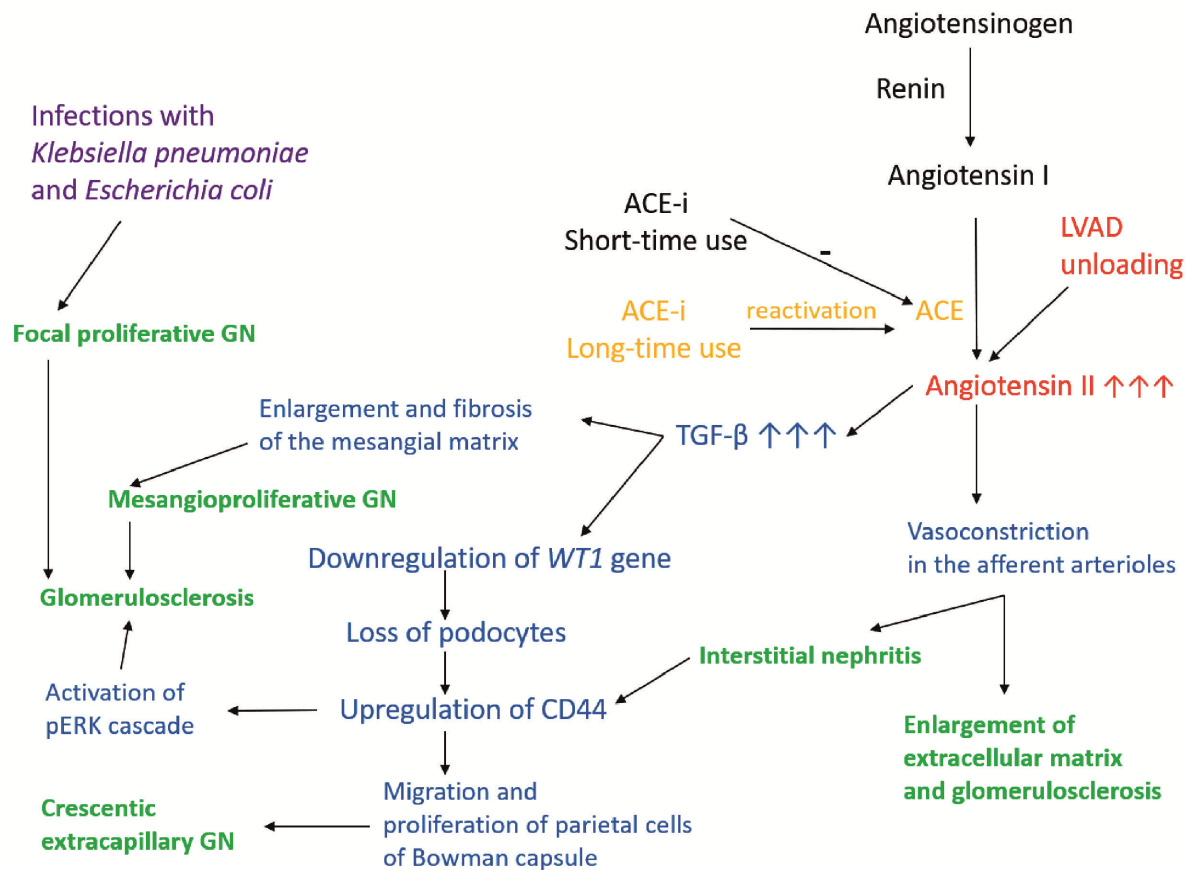 Angiotensinogen
Renin
Infections with
Klebsiella pneumoniae
and Escherichia coli
Angiotensin I
ACE-i
Short-time use
-
LVAD
unloading
ACE-i
Long-time use
reactivation
ACE
Focal proliferative GN
Angiotensin II ↑↑↑
Enlargement and fibrosis
of the mesangial matrix
TGF-β ↑↑↑
Mesangioproliferative GN
Vasoconstriction
in the afferent arterioles
Downregulation of WT1 gene
Glomerulosclerosis
Loss of podocytes
Interstitial nephritis
Activation of
pERK cascade
Upregulation of CD44
Enlargement of
extracellular matrix
and glomerulosclerosis
Crescentic
extracapillary GN
Migration and
proliferation of parietal cells
of Bowman capsule